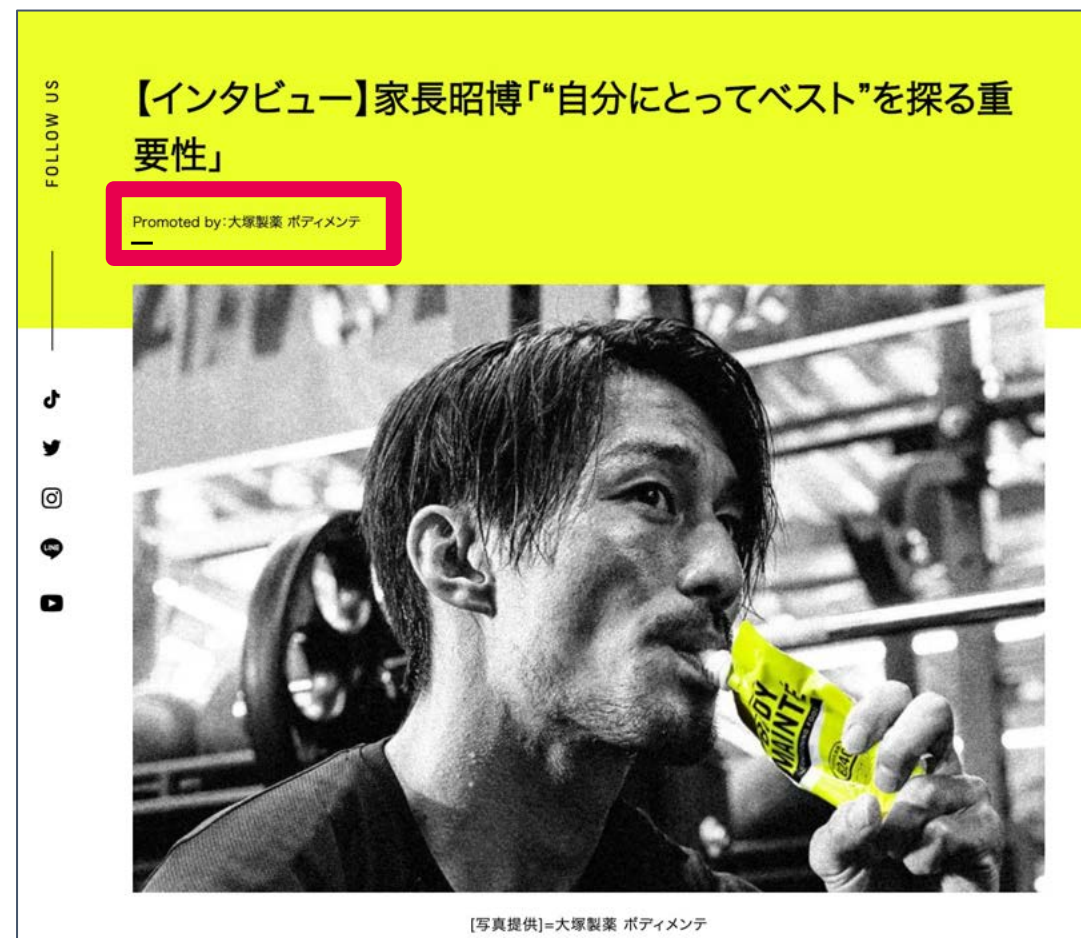 FOLLOW US
【インタビュー】家長昭博「“自分にとってベスト”を探る重
要性」
Promoted by:大塚製薬 ボディメンテ
LINE
BODY
MAINTÉ
[写真提供]=大塚製薬 ボディメンテ